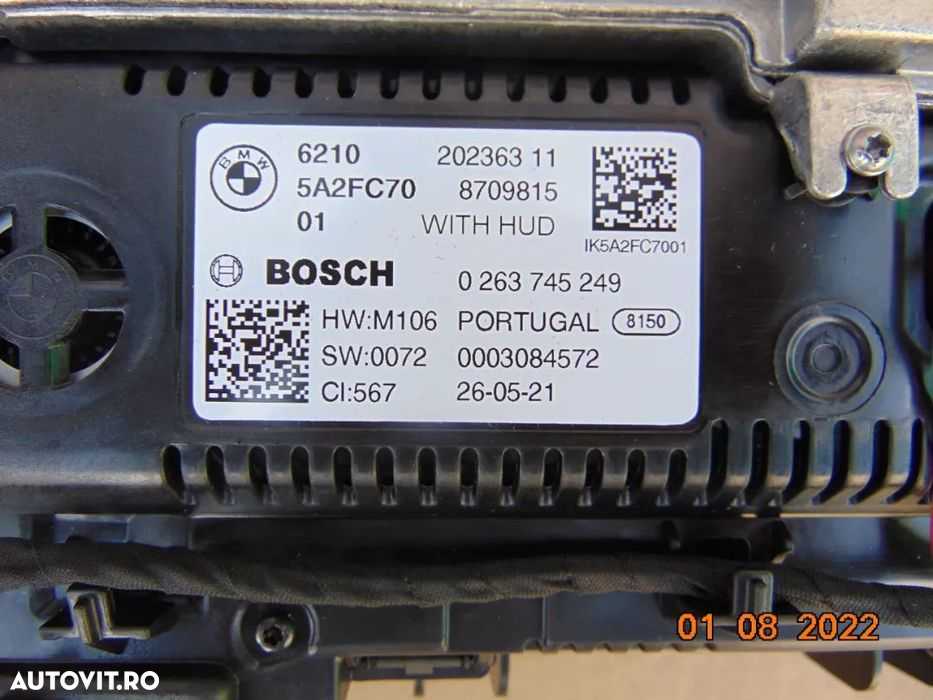 BMW
6210 202363 11
5A2FC70 8709815
01 WITH HUD
IK5A2FC7001
BOSCH 0 263 745 249
HW:M106 PORTUGAL 8150
SW:0072 0003084572
CI:567 26-05-21
01 08 2022
AUTOVIT.RO